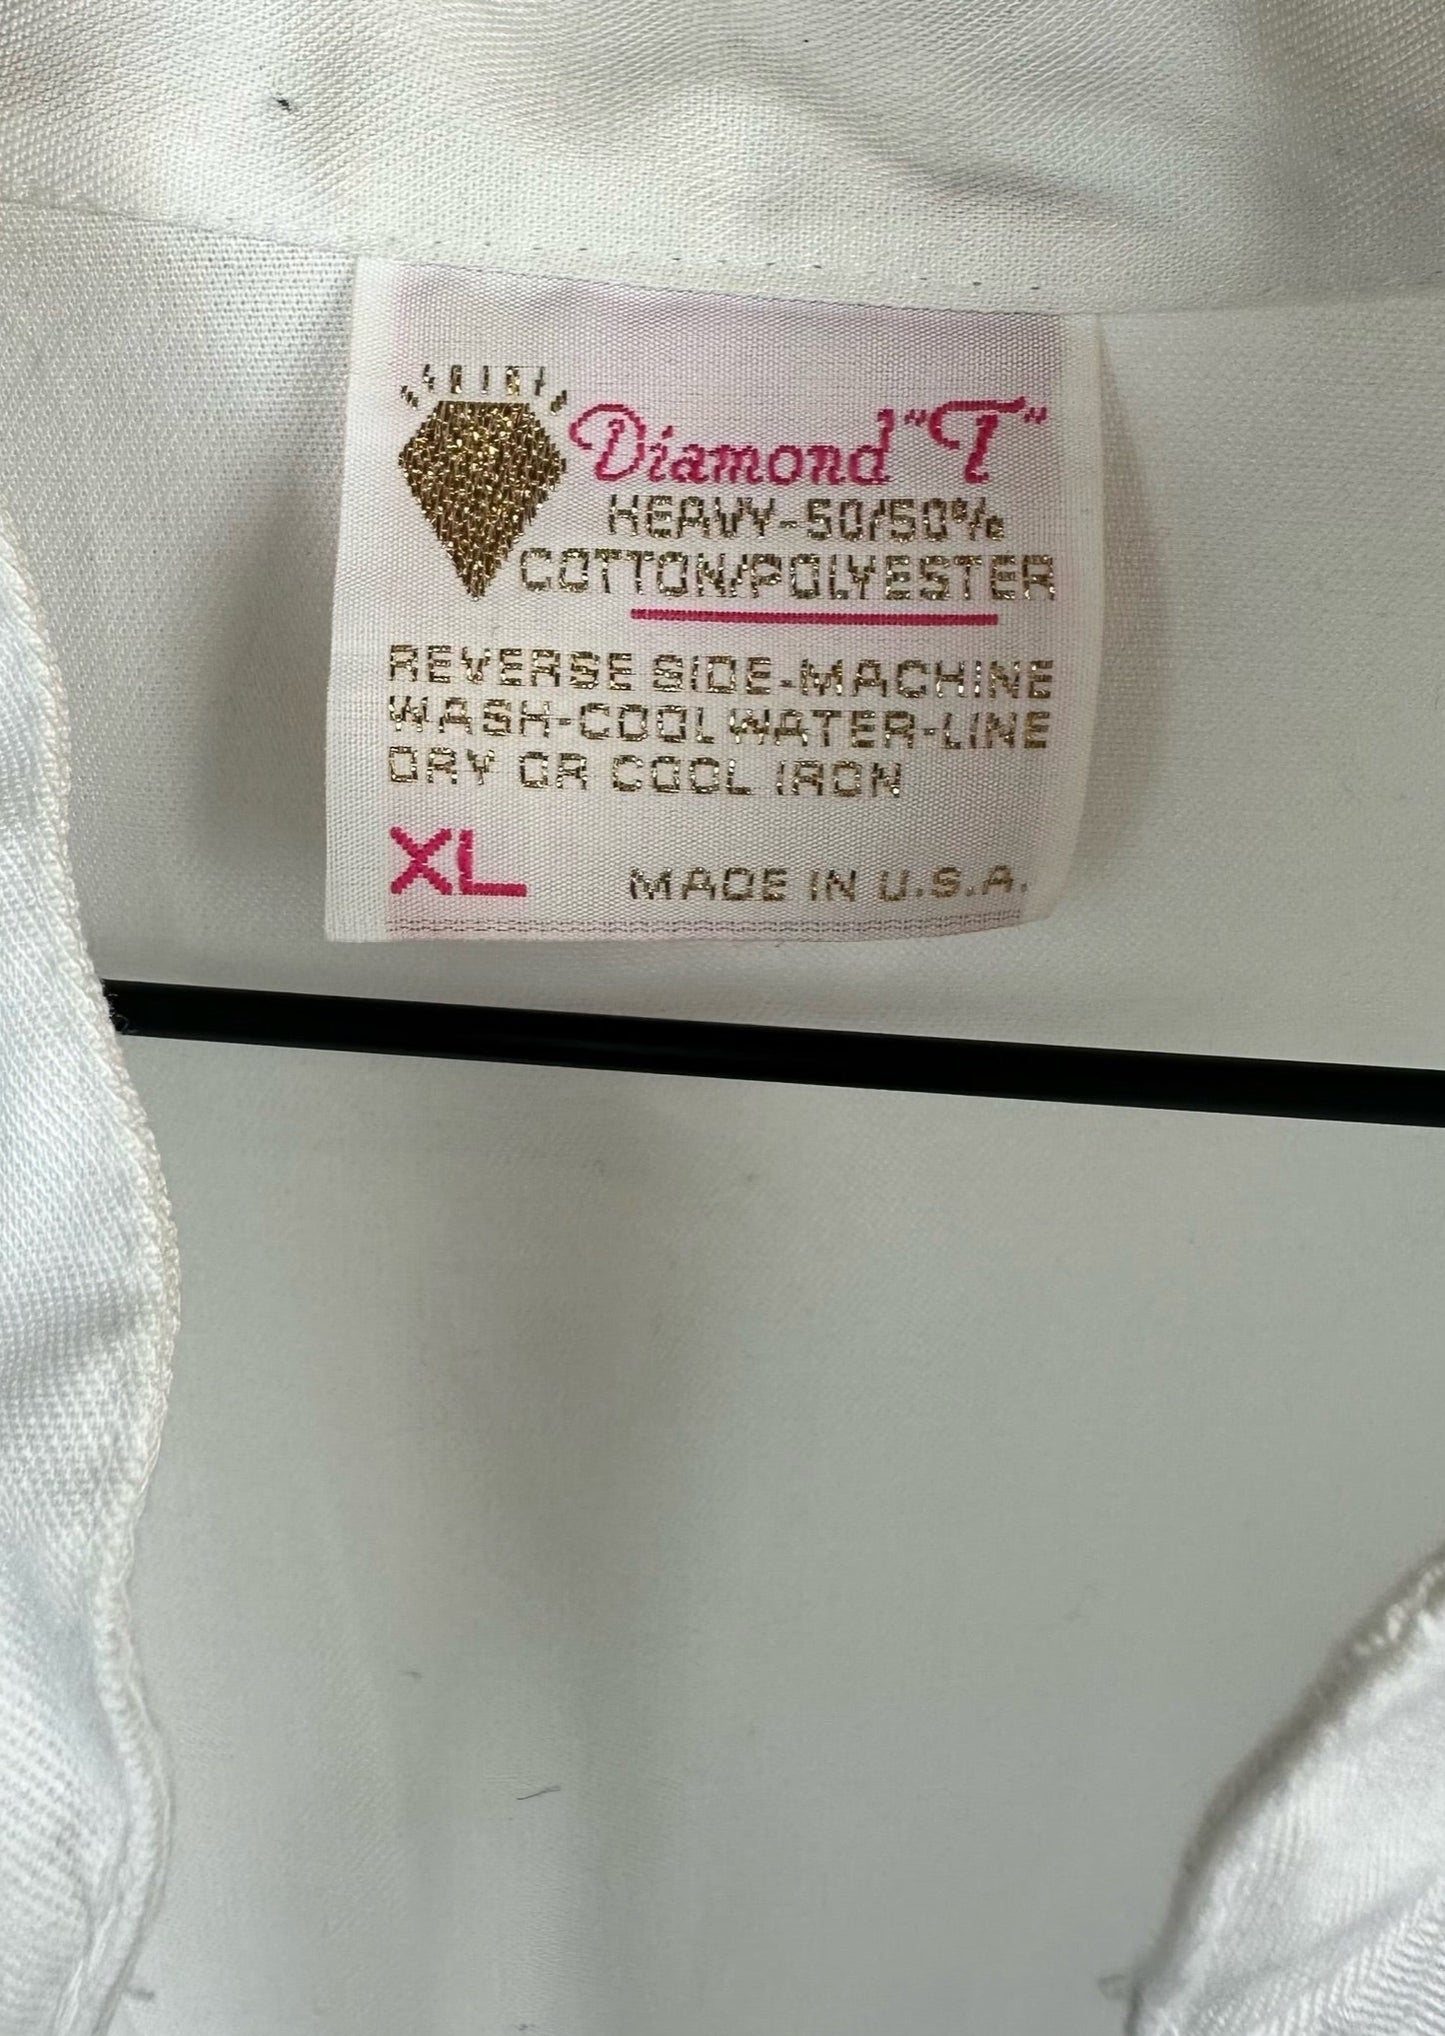 Diamond "T"
HEAVY-50/50%
COTTON/POLYESTER
REVERSE SIDE-MACHINE
WASH-COOL WATER-LINE
DRY OR COOL IRON
XL
MADE IN U.S.A.